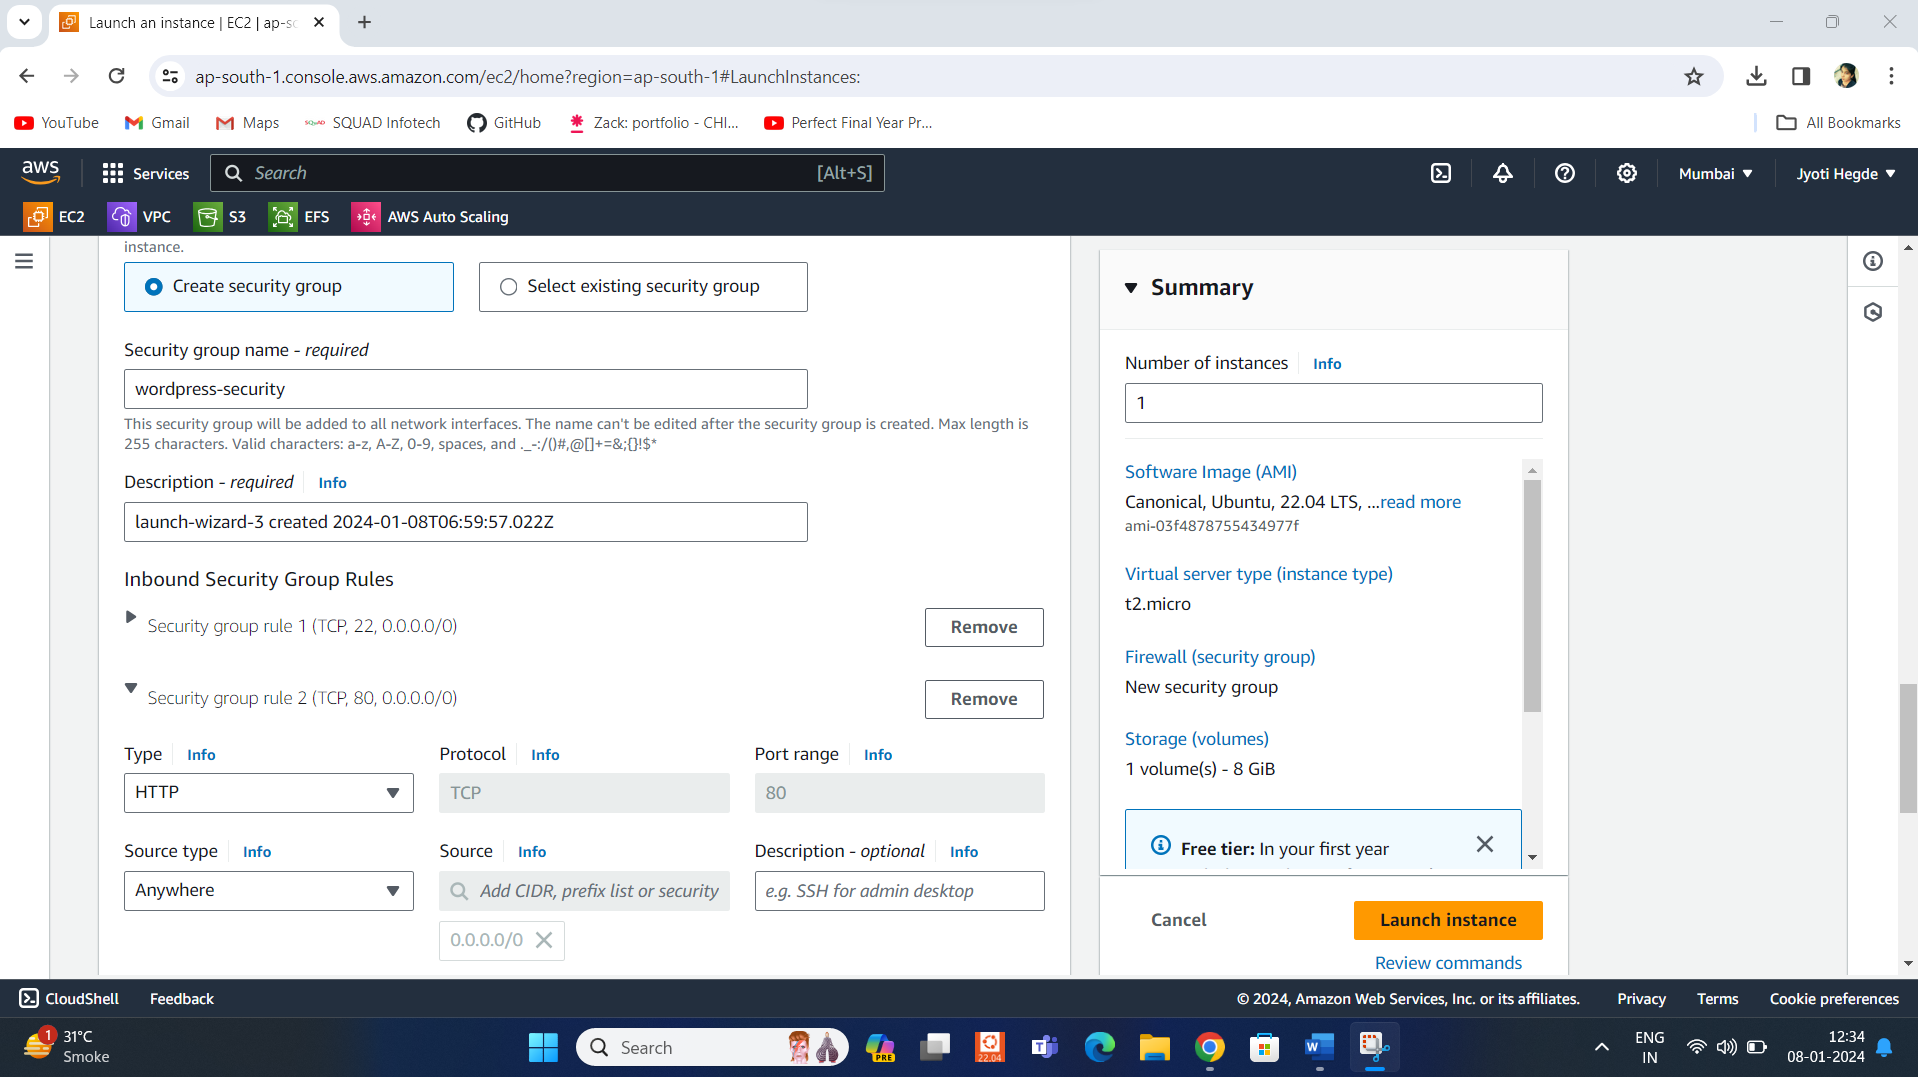 Launch an instance | EC2 | ap-so
ap-south-1.console.aws.amazon.com/ec2/home?region=ap-south-1#LaunchInstances:
YouTube
Gmail
Maps
SQUAD Infotech
GitHub
Zack: portfolio - CHI...
Perfect Final Year Pr...
All Bookmarks
aws
Services
Search
[Alt+S]
Mumbai
Jyoti Hegde
EC2
VPC
S3
EFS
AWS Auto Scaling
instance.
Create security group
Select existing security group
Security group name - required
wordpress-security
This security group will be added to all network interfaces. The name can't be edited after the security group is created. Max length is
255 characters. Valid characters: a-z, A-Z, 0-9, spaces, and ._-:/()#,@[]+=&;{}!$*
Description - required
Info
launch-wizard-3 created 2024-01-08T06:59:57.022Z
Inbound Security Group Rules
Security group rule 1 (TCP, 22, 0.0.0.0/0)
Remove
Security group rule 2 (TCP, 80, 0.0.0.0/0)
Remove
Type
Info
Protocol
Info
Port range
Info
HTTP
TCP
80
Source type
Info
Source
Info
Description - optional
Info
Anywhere
Add CIDR, prefix list or security
e.g. SSH for admin desktop
0.0.0.0/0
Summary
Number of instances
Info
1
Software Image (AMI)
Canonical, Ubuntu, 22.04 LTS, ...read more
ami-03f4878755434977f
Virtual server type (instance type)
t2.micro
Firewall (security group)
New security group
Storage (volumes)
1 volume(s) - 8 GiB
Free tier: In your first year
Cancel
Launch instance
Review commands
CloudShell
Feedback
© 2024, Amazon Web Services, Inc. or its affiliates.
Privacy
Terms
Cookie preferences
1
31°C
Smoke
Search
PRE
22.04
ENG
IN
12:34
08-01-2024